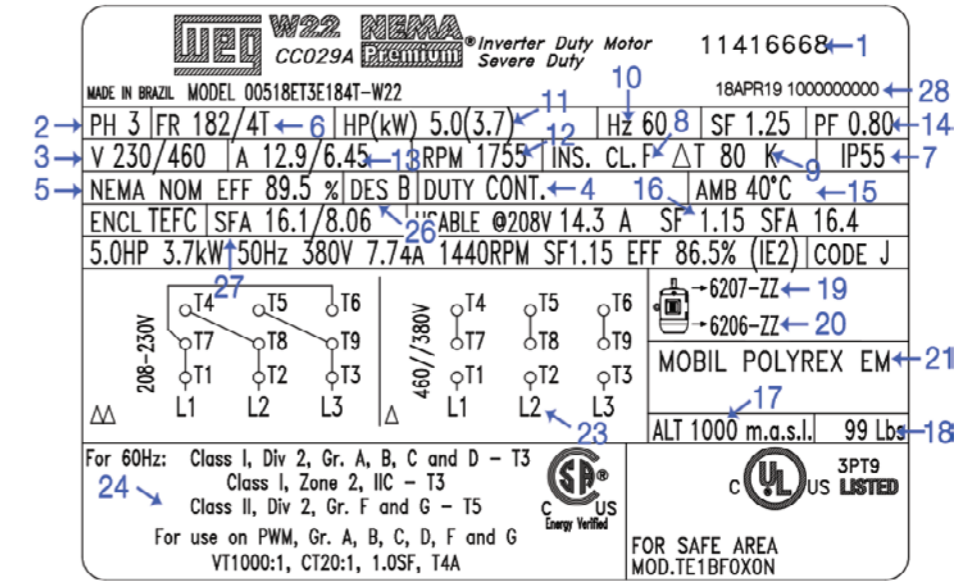 WEG W22 NEMA Premium ® Inverter Duty Motor 11416668 1
CC029A Severe Duty
MADE IN BRAZIL MODEL 00518ET3E184T-W22 10 18APR19 1000000000 28
2 PH 3 FR 182/4T 6 HP(kW) 5.0(3.7) 11 Hz 60 SF 1.25 PF 0.80 14
3 V 230/460 A 12.9/6.45 13 RPM 1755 12 INS. CL.F 8 ΔT 80 K 9 IP55 7
5 NEMA NOM EFF 89.5 % DES B DUTY CONT. 4 16 AMB 40°C 15
ENCL TEFC SFA 16.1/8.06 26 USABLE @208V 14.3 A SF 1.15 SFA 16.4
5.0HP 3.7kW 50Hz 380V 7.74A 1440RPM SF1.15 EFF 86.5% (IE2) CODE J
27
208-230V
T4 T5 T6
T7 T8 T9
T1 T2 T3
L1 L2 L3
ΔΔ
460//380V
T4 T5 T6
T7 T8 T9
T1 T2 T3
L1 L2 L3
Δ
23
6207-ZZ 19
6206-ZZ 20
MOBIL POLYREX EM 21
17
ALT 1000 m.a.s.l. 99 Lbs 18
For 60Hz: Class I, Div 2, Gr. A, B, C and D - T3
Class I, Zone 2, IIC - T3
24
Class II, Div 2, Gr. F and G - T5
For use on PWM, Gr. A, B, C, D, F and G
VT1000:1, CT20:1, 1.0SF, T4A
SA ®
C US
Energy Verified
C UL US 3PT9
LISTED
FOR SAFE AREA
MOD.TE1BF0X0N